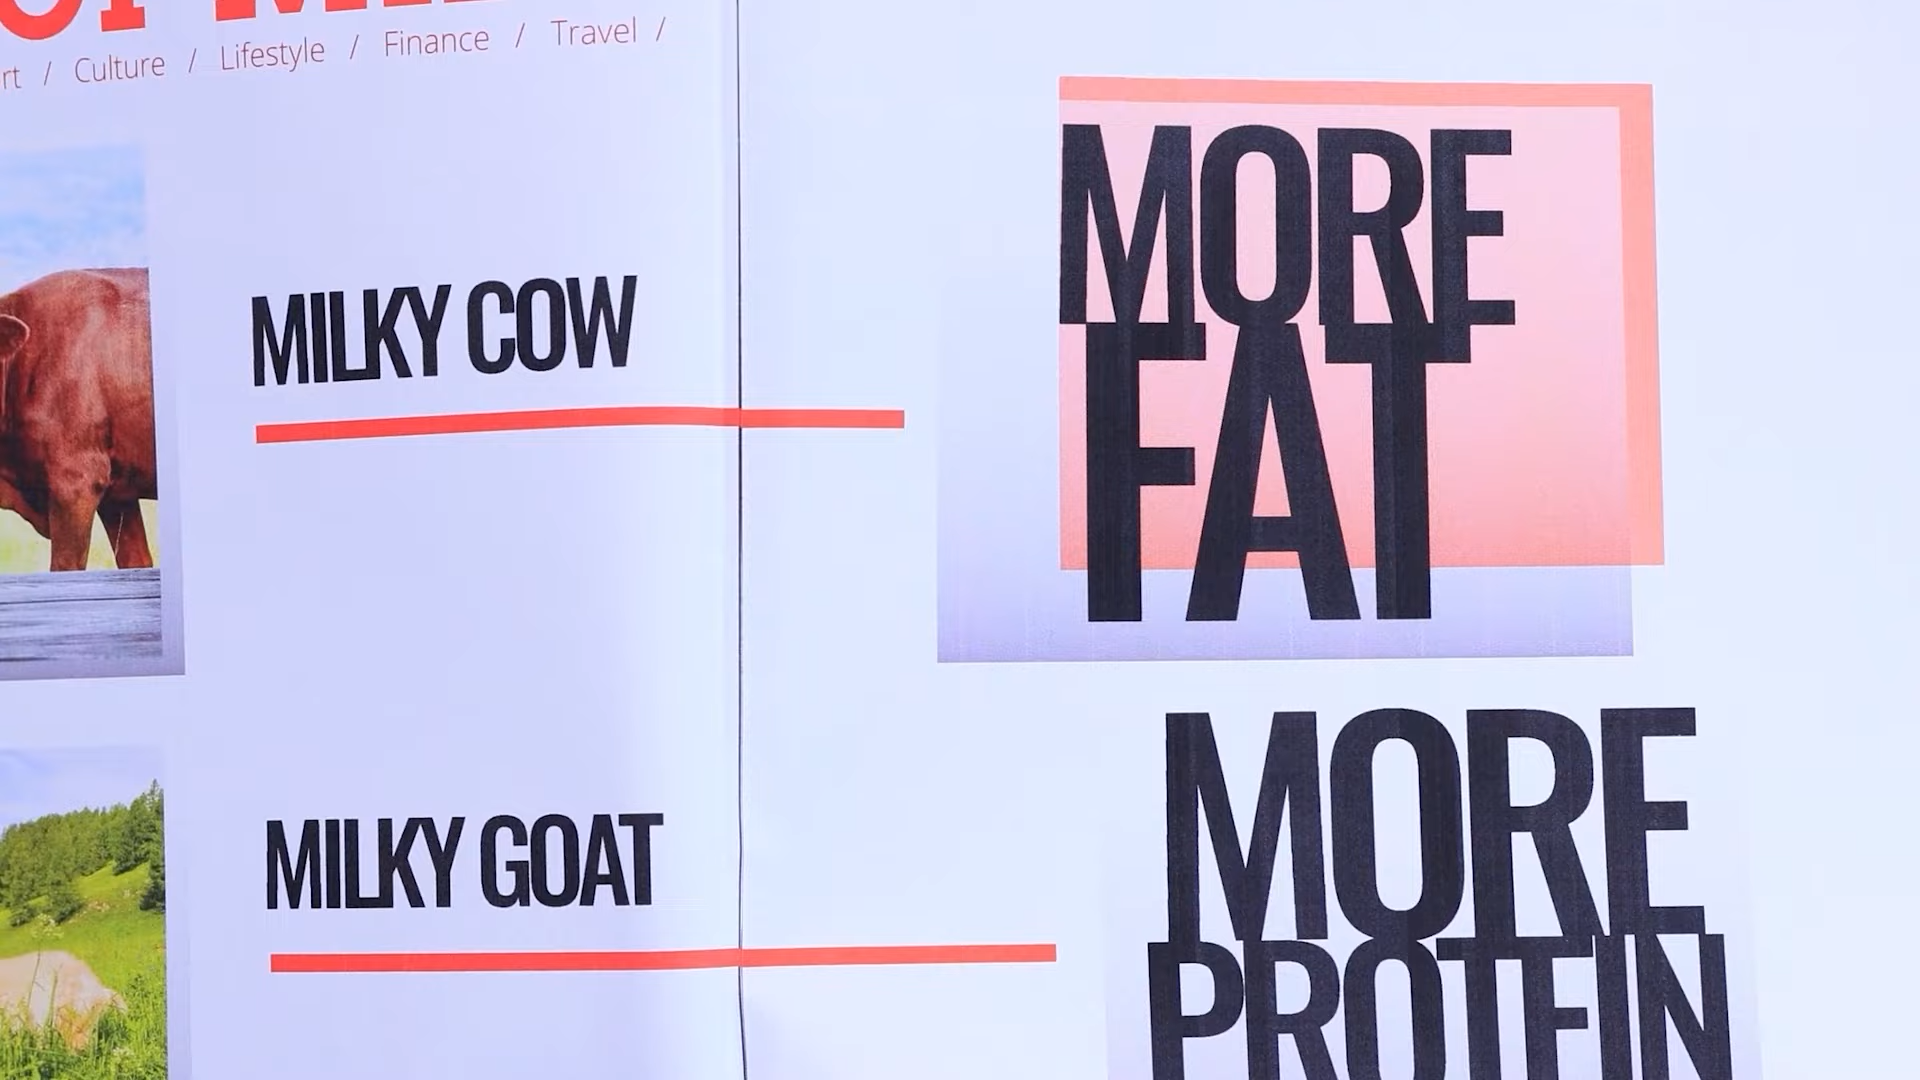 / Culture / Lifestyle / Finance / Travel /
MILKY COW
MORE
FAT
MILKY GOAT
MORE
PROTEIN